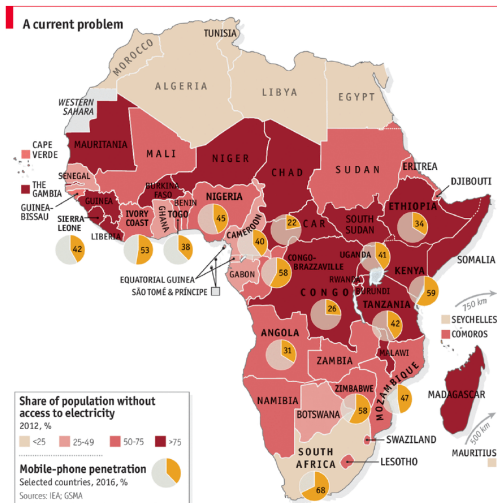 A current problem
TUNISIA
MOROCCO
ALGERIA
LIBYA
EGYPT
WESTERN
SAHARA
CAPE
VERDE
MAURITANIA
MALI
NIGER
CHAD
SUDAN
ERITREA
DJIBOUTI
THE
GAMBIA
SENEGAL
GUINEA-
BISSAU
GUINEA
SIERRA
LEONE
LIBERIA
IVORY
COAST
BURKINA
FASO
GHANA
TOGO
BENIN
NIGERIA
CAMEROON
CAR
SOUTH
SUDAN
ETHIOPIA
SOMALIA
42
53
38
45
40
22
34
EQUATORIAL GUINEA
SÃO TOMÉ & PRÍNCIPE
GABON
CONGO-
BRAZZAVILLE
58
CONGO
26
UGANDA
41
RWANDA
BURUNDI
KENYA
59
TANZANIA
42
750 km
SEYCHELLES
COMOROS
ANGOLA
31
ZAMBIA
MALAWI
MOZAMBIQUE
47
MADAGASCAR
500 km
MAURITIUS
NAMIBIA
BOTSWANA
ZIMBABWE
58
SOUTH
AFRICA
68
SWAZILAND
LESOTHO
Share of population without
access to electricity
2012, %
<25
25-49
50-75
>75
Mobile-phone penetration
Selected countries, 2016, %
Sources: IEA; GSMA